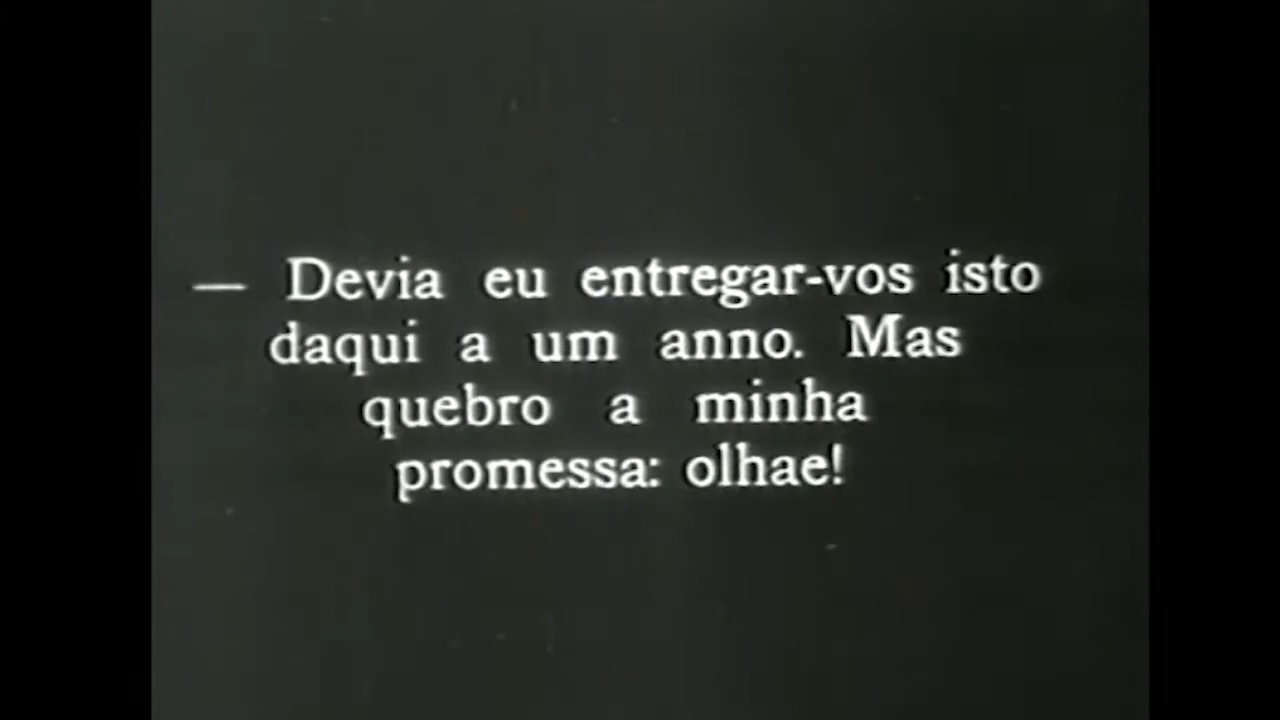 — Devia eu entregar-vos isto
daqui a um anno. Mas
quebro a minha
promessa: olhae!